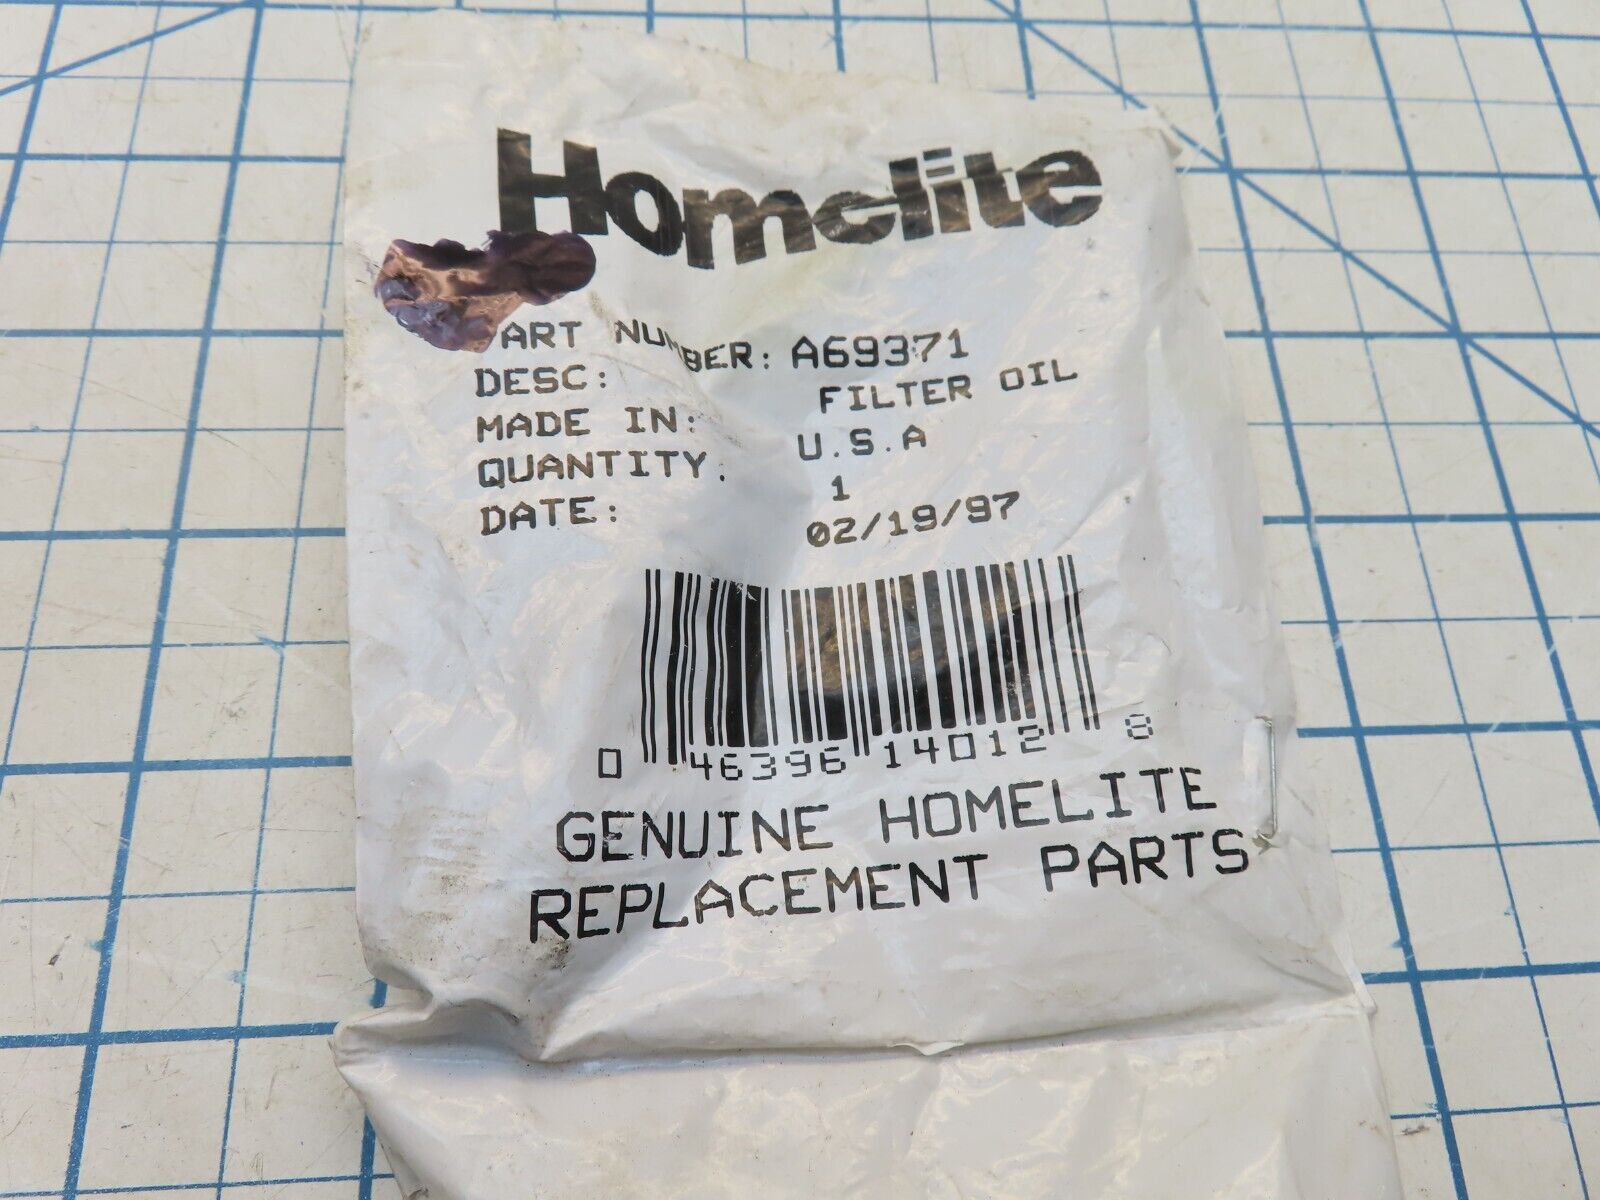 Homelite
PART NUMBER: A69371
DESC: FILTER OIL
MADE IN: U.S.A
QUANTITY: 1
DATE: 02/19/97
0 46396 14012 8
GENUINE HOMELITE
REPLACEMENT PARTS